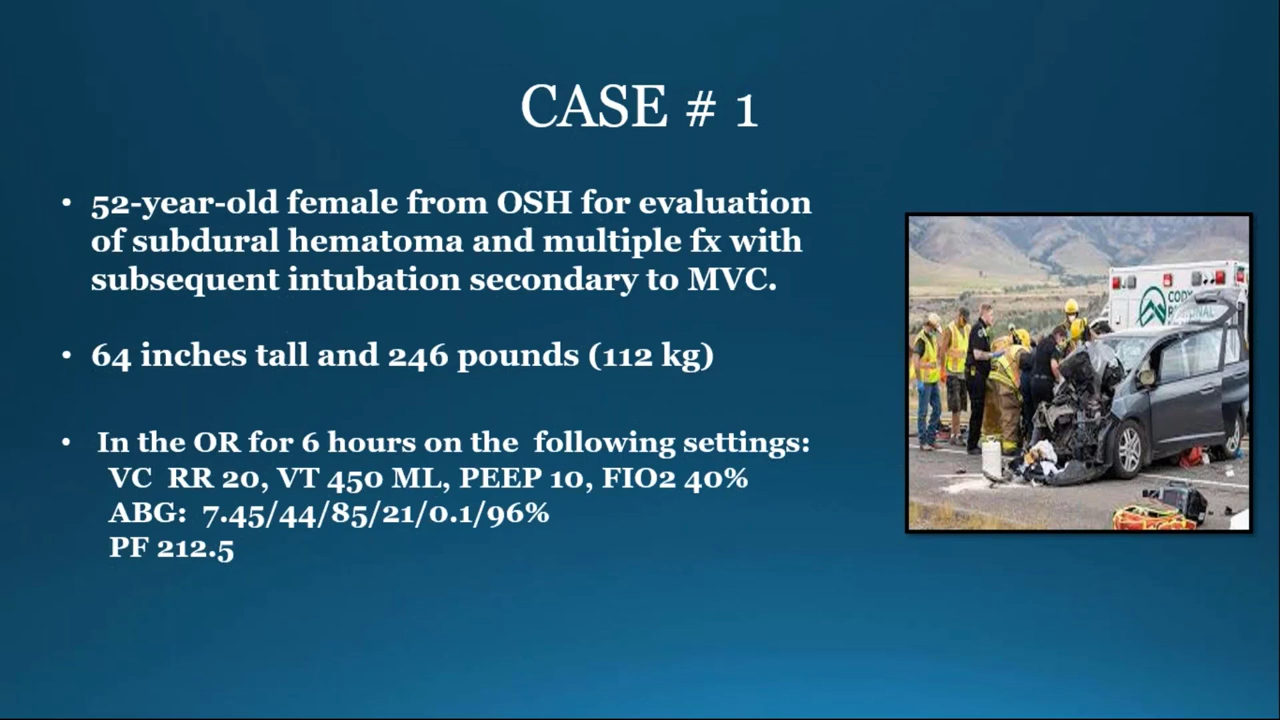 CASE # 1
• 52-year-old female from OSH for evaluation
of subdural hematoma and multiple fx with
subsequent intubation secondary to MVC.
• 64 inches tall and 246 pounds (112 kg)
• In the OR for 6 hours on the following settings:
VC RR 20, VT 450 ML, PEEP 10, FIO2 40%
ABG: 7.45/44/85/21/0.1/96%
PF 212.5